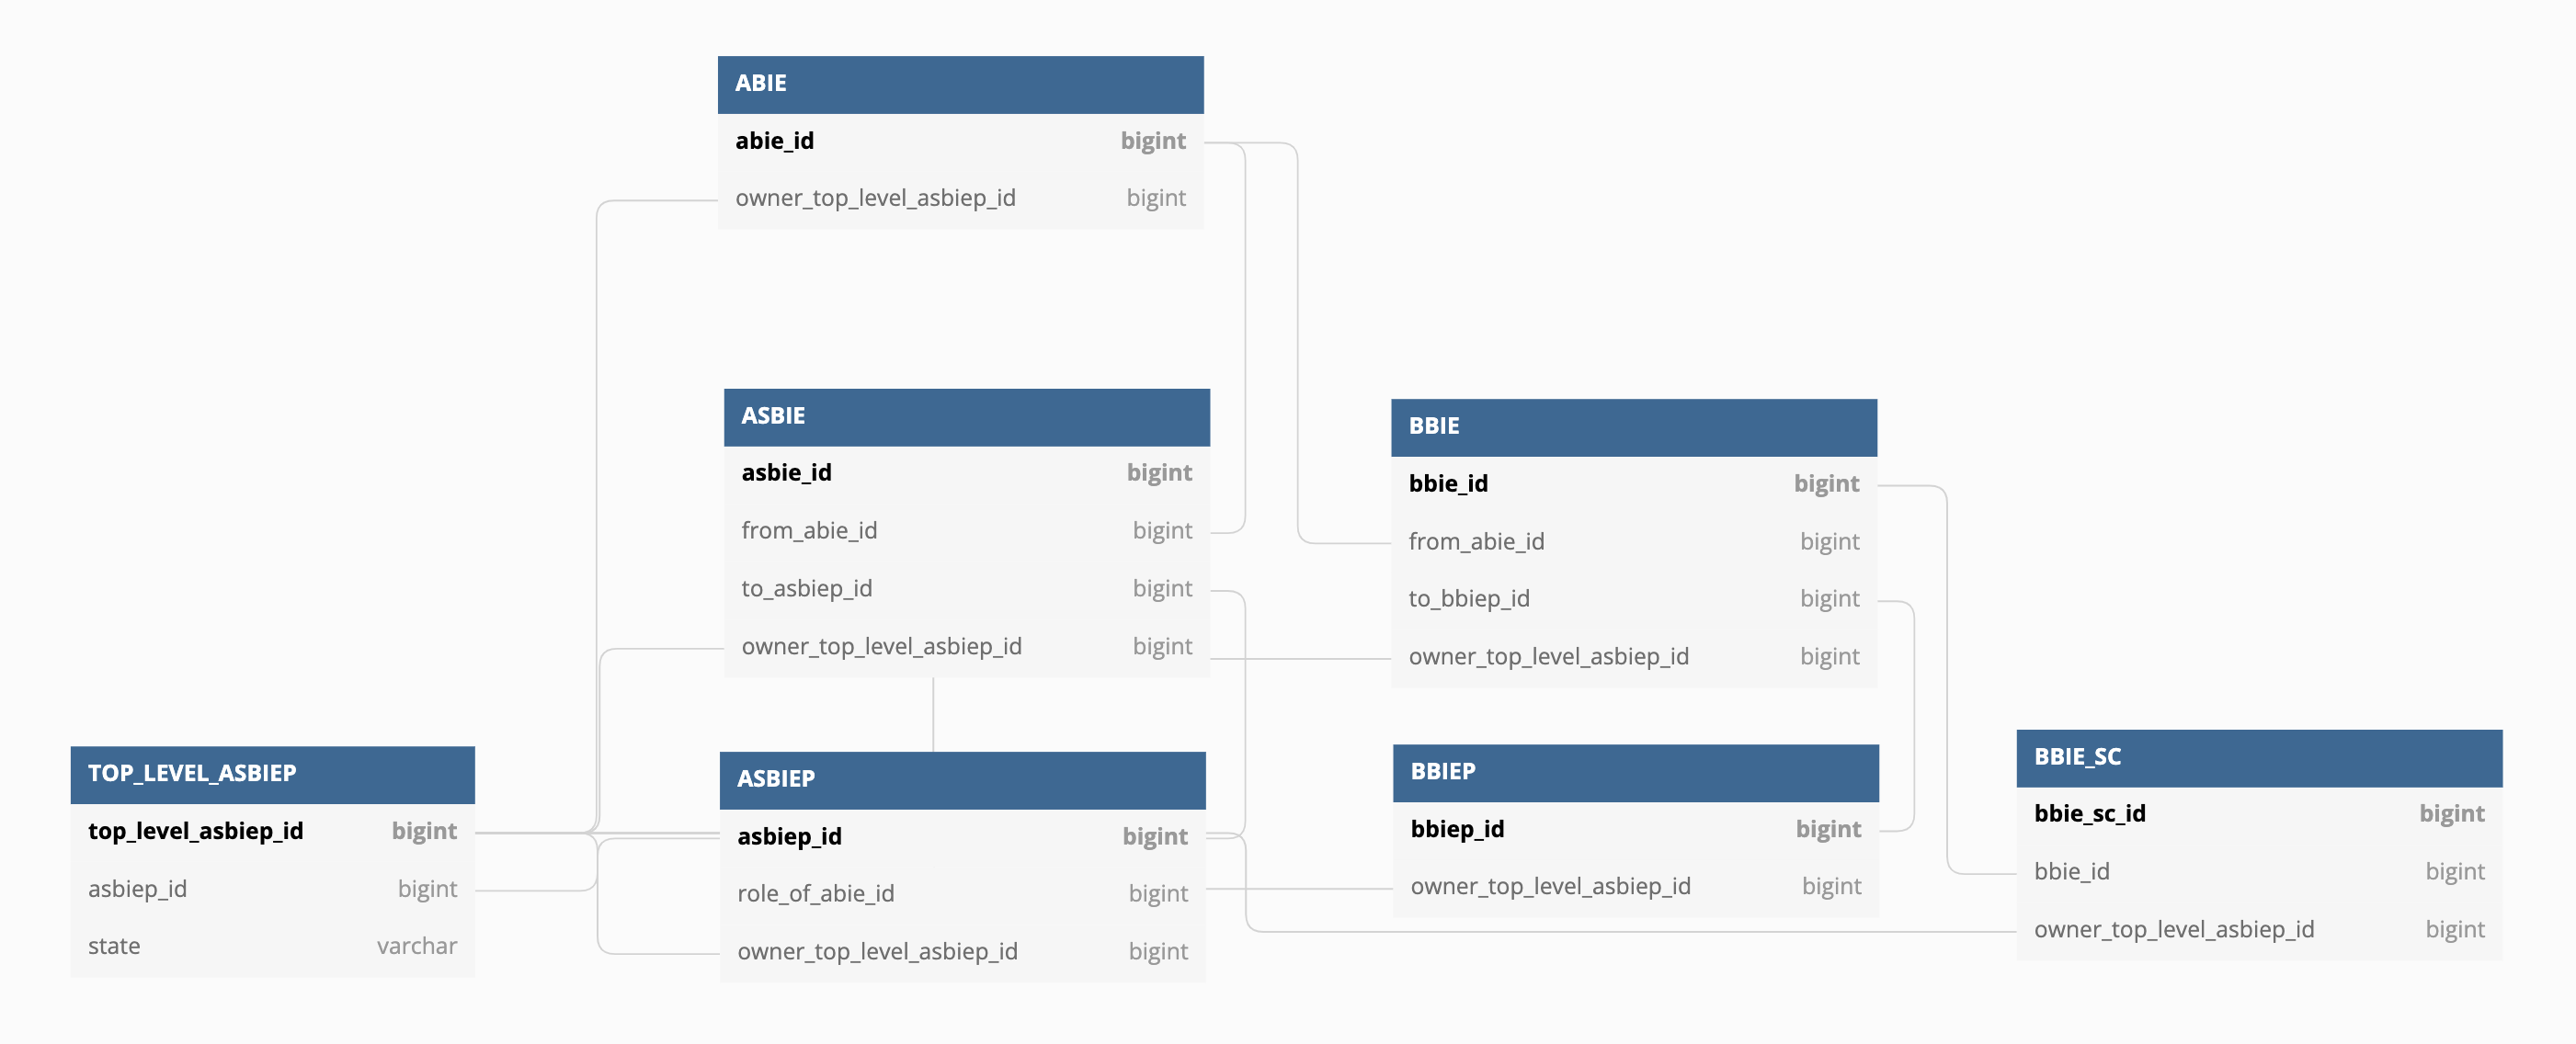 ABIE
abie_id bigint
owner_top_level_asbiep_id bigint
ASBIE
asbie_id bigint
from_abie_id bigint
to_asbiep_id bigint
owner_top_level_asbiep_id bigint
BBIE
bbie_id bigint
from_abie_id bigint
to_bbiep_id bigint
owner_top_level_asbiep_id bigint
TOP_LEVEL_ASBIEP
top_level_asbiep_id bigint
asbiep_id bigint
state varchar
ASBIEP
asbiep_id bigint
role_of_abie_id bigint
owner_top_level_asbiep_id bigint
BBIEP
bbiep_id bigint
owner_top_level_asbiep_id bigint
BBIE_SC
bbie_sc_id bigint
bbie_id bigint
owner_top_level_asbiep_id bigint